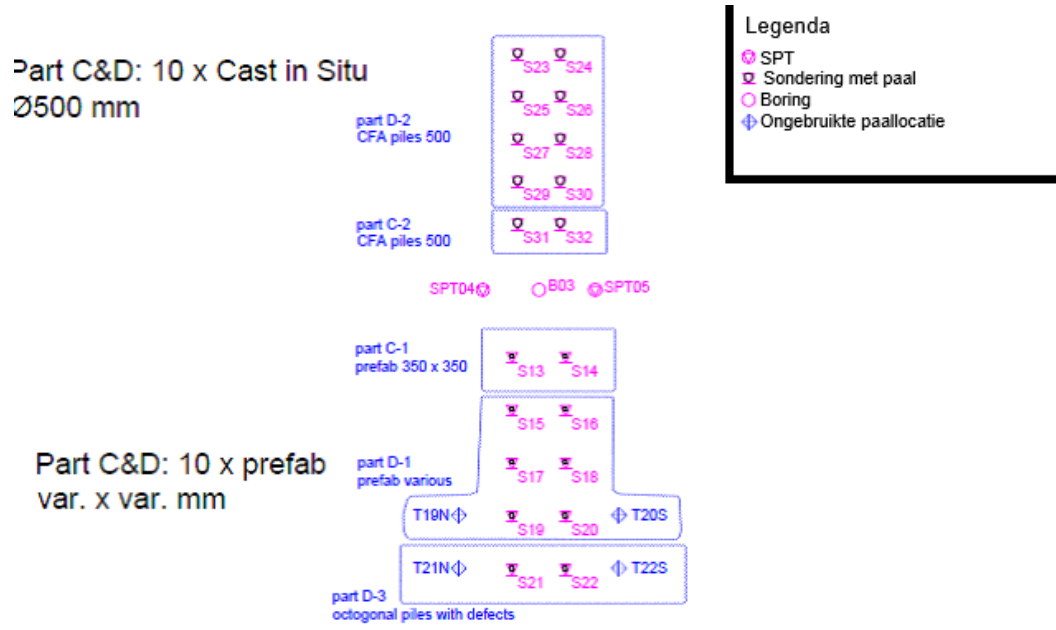 Part C&D: 10 x Cast in Situ
Ø500 mm
part D-2
CFA piles 500
S23 S24
S25 S26
S27 S28
S29 S30
part C-2
CFA piles 500
S31 S32
SPT04 B03 SPT05
part C-1
prefab 350 x 350
S13 S14
S15 S16
Part C&D: 10 x prefab
var. x var. mm
part D-1
prefab various
S17 S18
T19N S19 S20 T20S
T21N S21 S22 T22S
part D-3
octogonal piles with defects
Legenda
SPT
Sondering met paal
Boring
Ongebruikte paallocatie